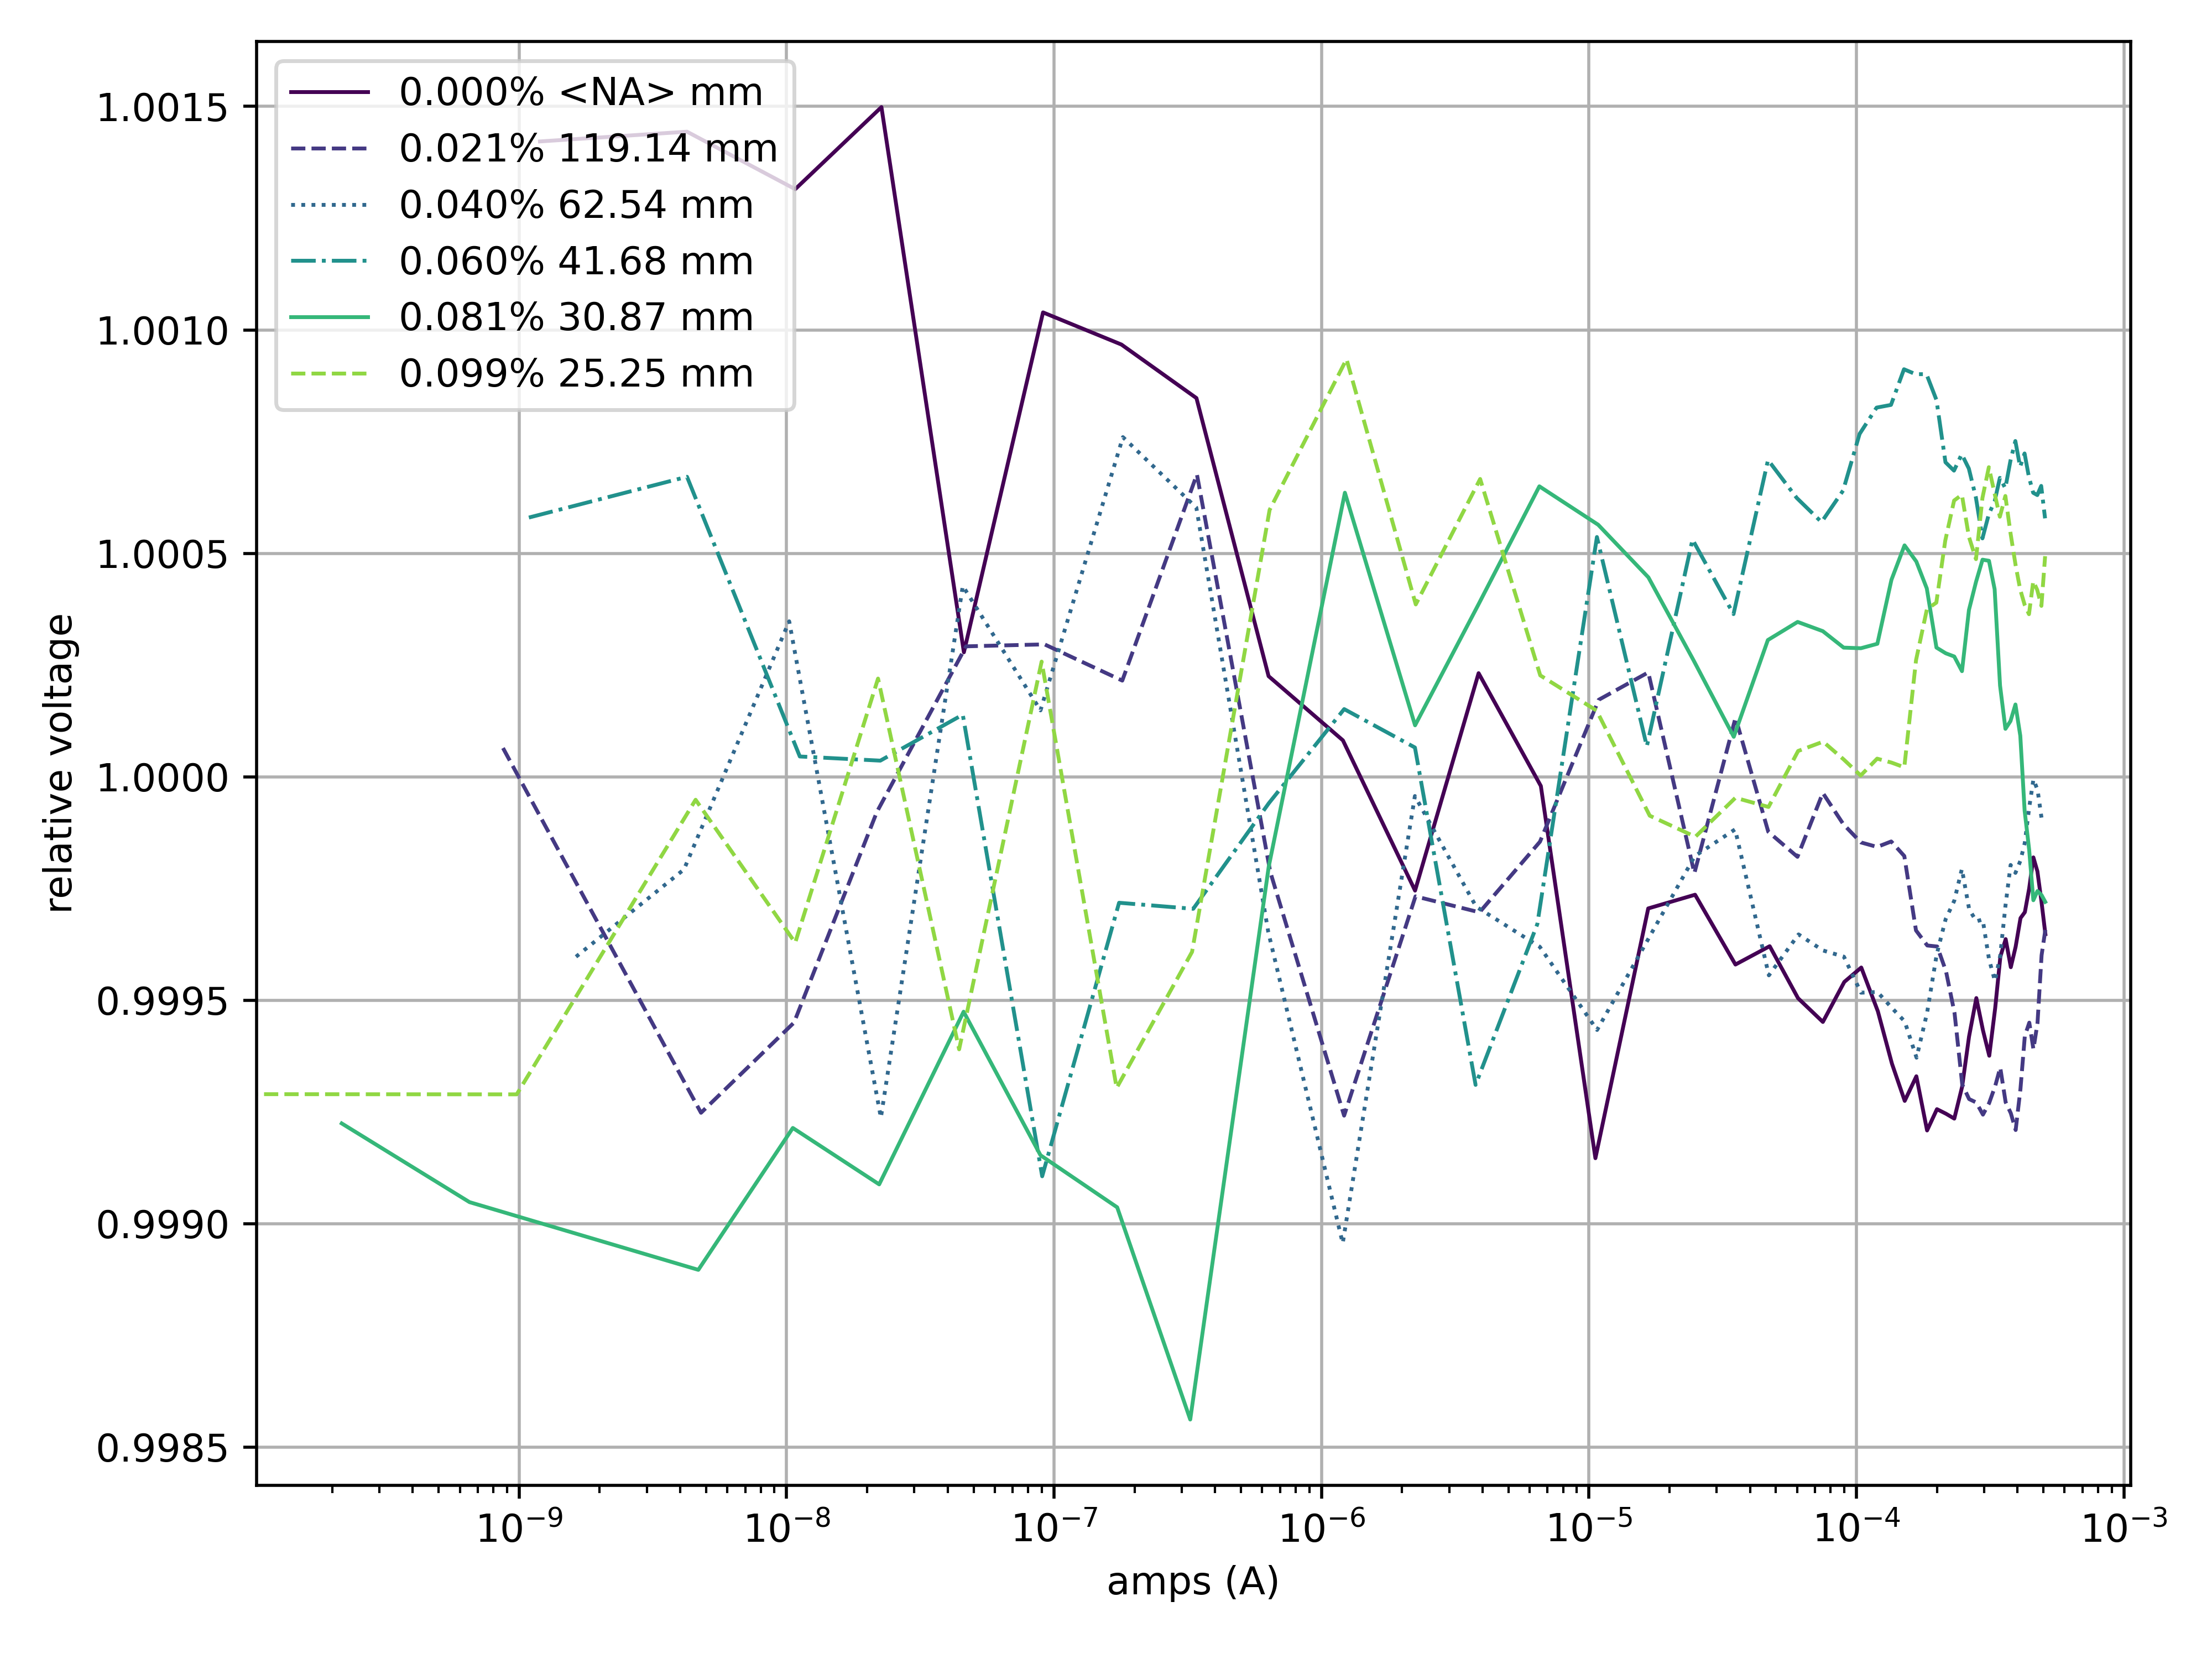 0.000% <NA> mm
0.021% 119.14 mm
0.040% 62.54 mm
0.060% 41.68 mm
0.081% 30.87 mm
0.099% 25.25 mm
1.0015
1.0010
1.0005
1.0000
0.9995
0.9990
0.9985
relative voltage
10⁻⁹ 10⁻⁸ 10⁻⁷ 10⁻⁶ 10⁻⁵ 10⁻⁴ 10⁻³
amps (A)